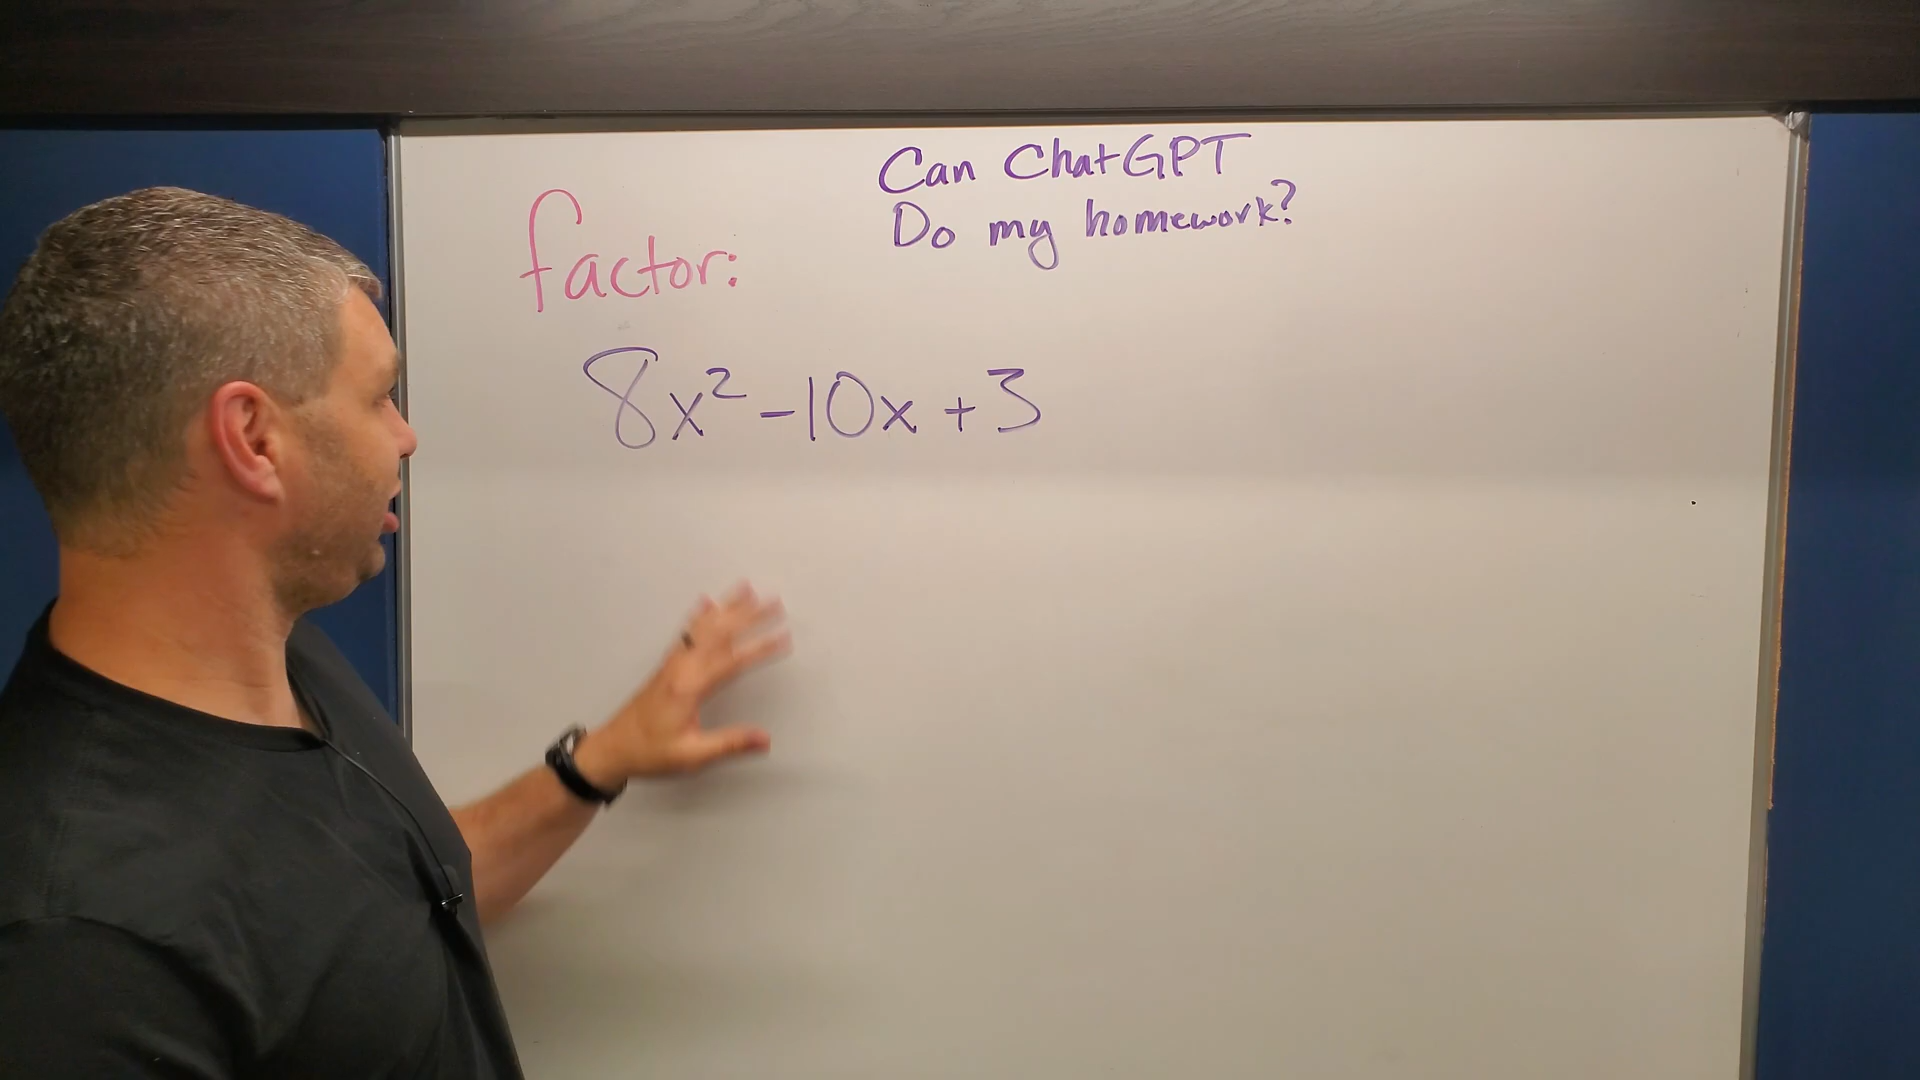 Can ChatGPT
Do my homework?
factor:
8x² -10x +3